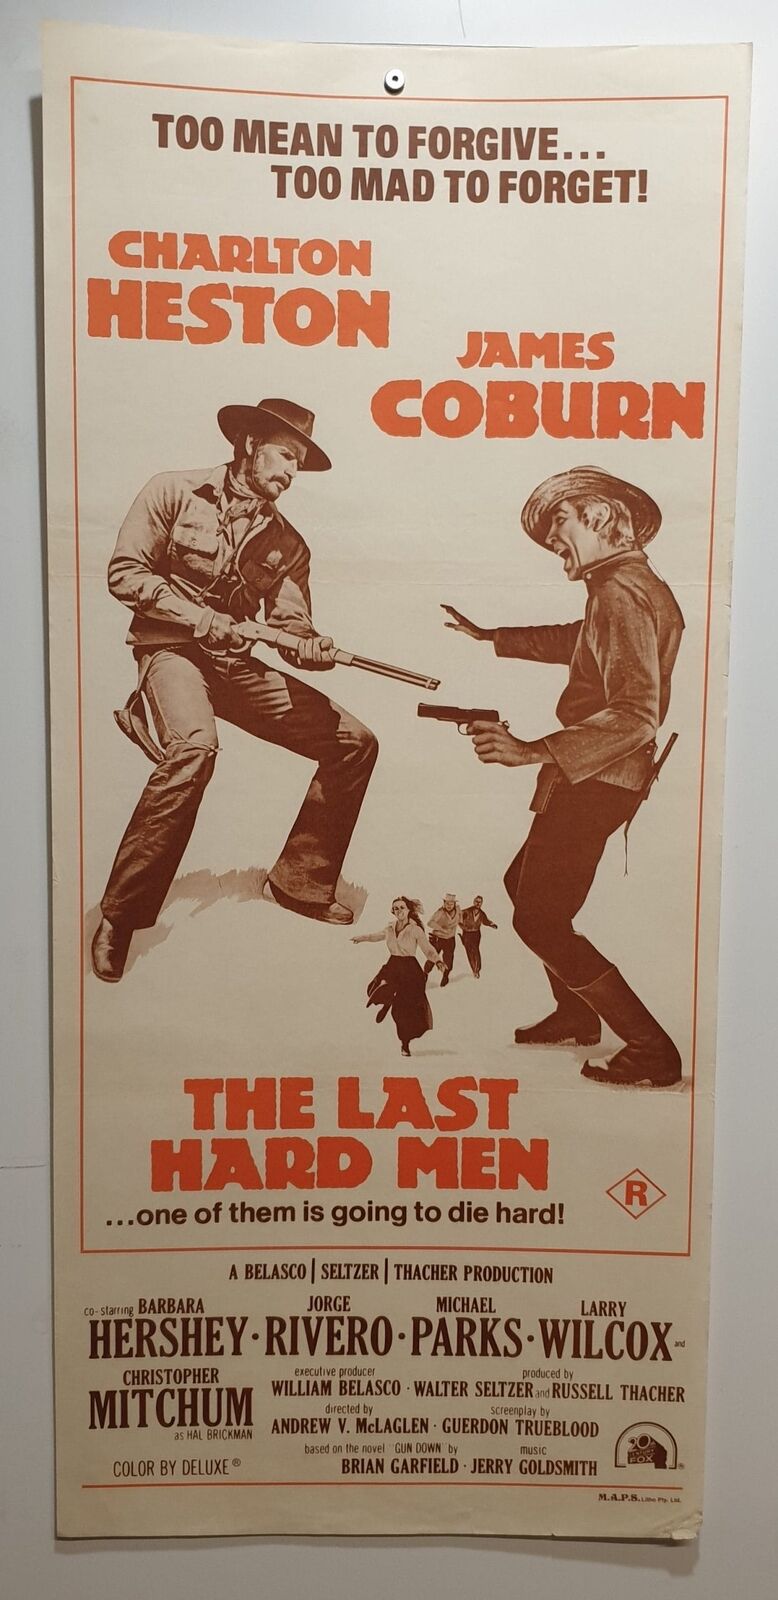 TOO MEAN TO FORGIVE...
TOO MAD TO FORGET!
CHARLTON
HESTON
JAMES
COBURN
THE LAST
HARD MEN
R
...one of them is going to die hard!
A BELASCO | SELTZER | THACHER PRODUCTION
co-starring BARBARA HERSHEY · JORGE RIVERO · MICHAEL PARKS · LARRY WILCOX and
CHRISTOPHER
MITCHUM
as HAL BRICKMAN
executive producer
WILLIAM BELASCO · produced by WALTER SELTZER and RUSSELL THACHER
directed by
ANDREW V. McLAGLEN · screenplay by GUERDON TRUEBLOOD
based on the novel "GUN DOWN" by
BRIAN GARFIELD · music JERRY GOLDSMITH
COLOR BY DELUXE®
20th CENTURY FOX ®
M.A.P.S. Litho Pty. Ltd.